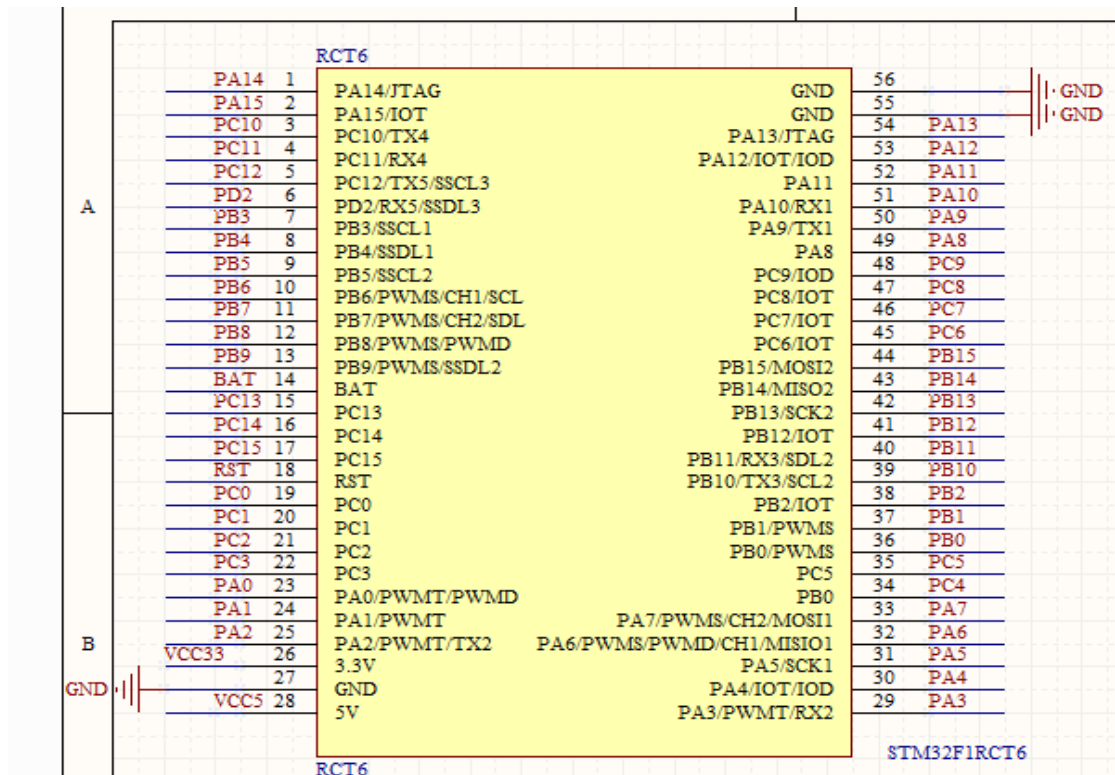 RCT6
PA14 1 PA14/JTAG GND 56 GND
PA15 2 PA15/IOT GND 55 GND
PC10 3 PC10/TX4 PA13/JTAG 54 PA13
PC11 4 PC11/RX4 PA12/IOT/IOD 53 PA12
PC12 5 PC12/TX5/SSCL3 PA11 52 PA11
A PD2 6 PD2/RX5/SSDL3 PA10/RX1 51 PA10
PB3 7 PB3/SSCL1 PA9/TX1 50 PA9
PB4 8 PB4/SSDL1 PA8 49 PA8
PB5 9 PB5/SSCL2 PC9/IOD 48 PC9
PB6 10 PB6/PWMS/CH1/SCL PC8/IOT 47 PC8
PB7 11 PB7/PWMS/CH2/SDL PC7/IOT 46 PC7
PB8 12 PB8/PWMS/PWMD PC6/IOT 45 PC6
PB9 13 PB9/PWMS/SSDL2 PB15/MOSI2 44 PB15
BAT 14 BAT PB14/MISO2 43 PB14
PC13 15 PC13 PB13/SCK2 42 PB13
PC14 16 PC14 PB12/IOT 41 PB12
PC15 17 PC15 PB11/RX3/SDL2 40 PB11
RST 18 RST PB10/TX3/SCL2 39 PB10
PC0 19 PC0 PB2/IOT 38 PB2
PC1 20 PC1 PB1/PWMS 37 PB1
PC2 21 PC2 PB0/PWMS 36 PB0
PC3 22 PC3 PC5 35 PC5
PA0 23 PA0/PWMT/PWMD PB0 34 PC4
PA1 24 PA1/PWMT PA7/PWMS/CH2/MOSI1 33 PA7
B PA2 25 PA2/PWMT/TX2 PA6/PWMS/PWMD/CH1/MISIO1 32 PA6
VCC33 26 3.3V PA5/SCK1 31 PA5
GND 27 GND PA4/IOT/IOD 30 PA4
VCC5 28 5V PA3/PWMT/RX2 29 PA3
STM32F1RCT6
RCT6